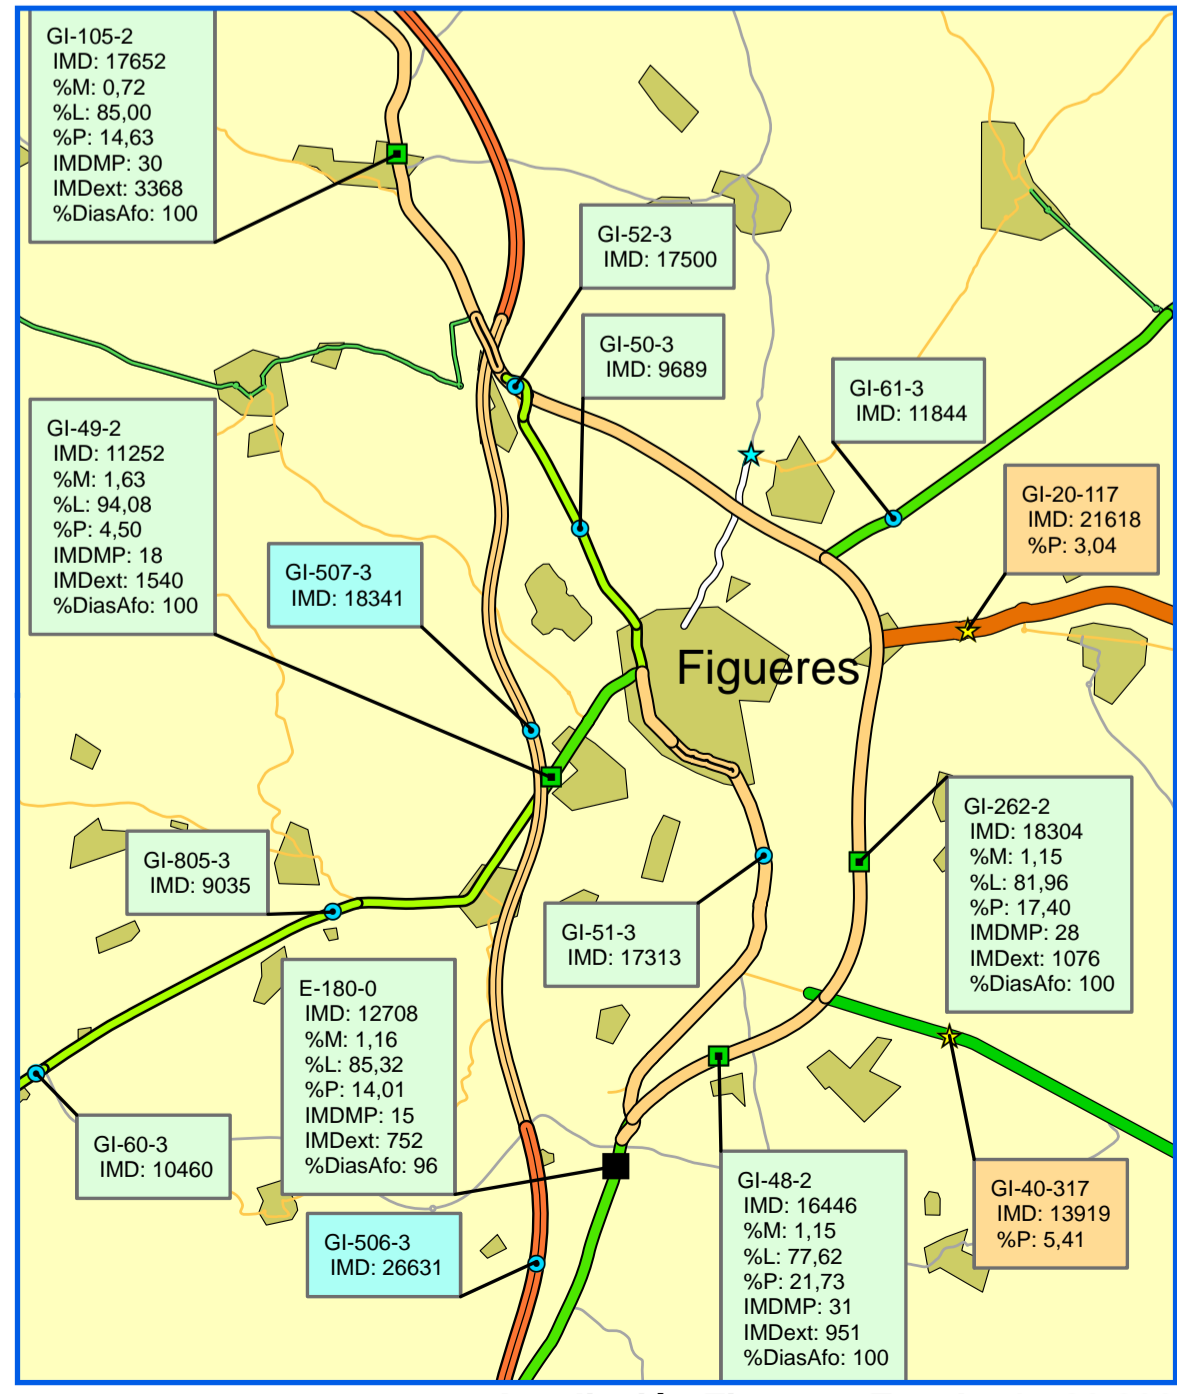 GI-105-2
IMD: 17652
%M: 0,72
%L: 85,00
%P: 14,63
IMDMP: 30
IMDext: 3368
%DiasAfo: 100
GI-52-3
IMD: 17500
GI-50-3
IMD: 9689
GI-61-3
IMD: 11844
GI-49-2
IMD: 11252
%M: 1,63
%L: 94,08
%P: 4,50
IMDMP: 18
IMDext: 1540
%DiasAfo: 100
GI-20-117
IMD: 21618
%P: 3,04
GI-507-3
IMD: 18341
Figueres
GI-262-2
IMD: 18304
%M: 1,15
%L: 81,96
%P: 17,40
IMDMP: 28
IMDext: 1076
%DiasAfo: 100
GI-805-3
IMD: 9035
GI-51-3
IMD: 17313
E-180-0
IMD: 12708
%M: 1,16
%L: 85,32
%P: 14,01
IMDMP: 15
IMDext: 752
%DiasAfo: 96
GI-60-3
IMD: 10460
GI-48-2
IMD: 16446
%M: 1,15
%L: 77,62
%P: 21,73
IMDMP: 31
IMDext: 951
%DiasAfo: 100
GI-40-317
IMD: 13919
%P: 5,41
GI-506-3
IMD: 26631